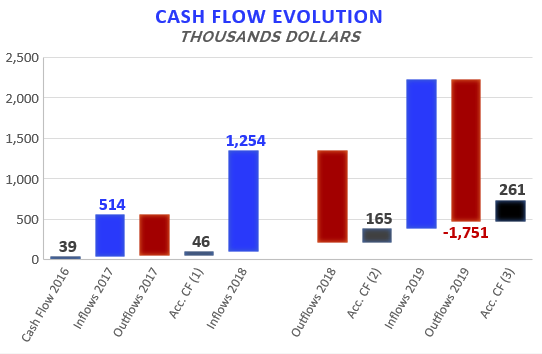 CASH FLOW EVOLUTION
THOUSANDS DOLLARS
2,500
2,000
1,500
1,000
500
0
39
514
46
1,254
165
-1,751
261
Cash Flow 2016
Inflows 2017
Outflows 2017
Acc. CF (1)
Inflows 2018
Outflows 2018
Acc. CF (2)
Inflows 2019
Outflows 2019
Acc. CF (3)